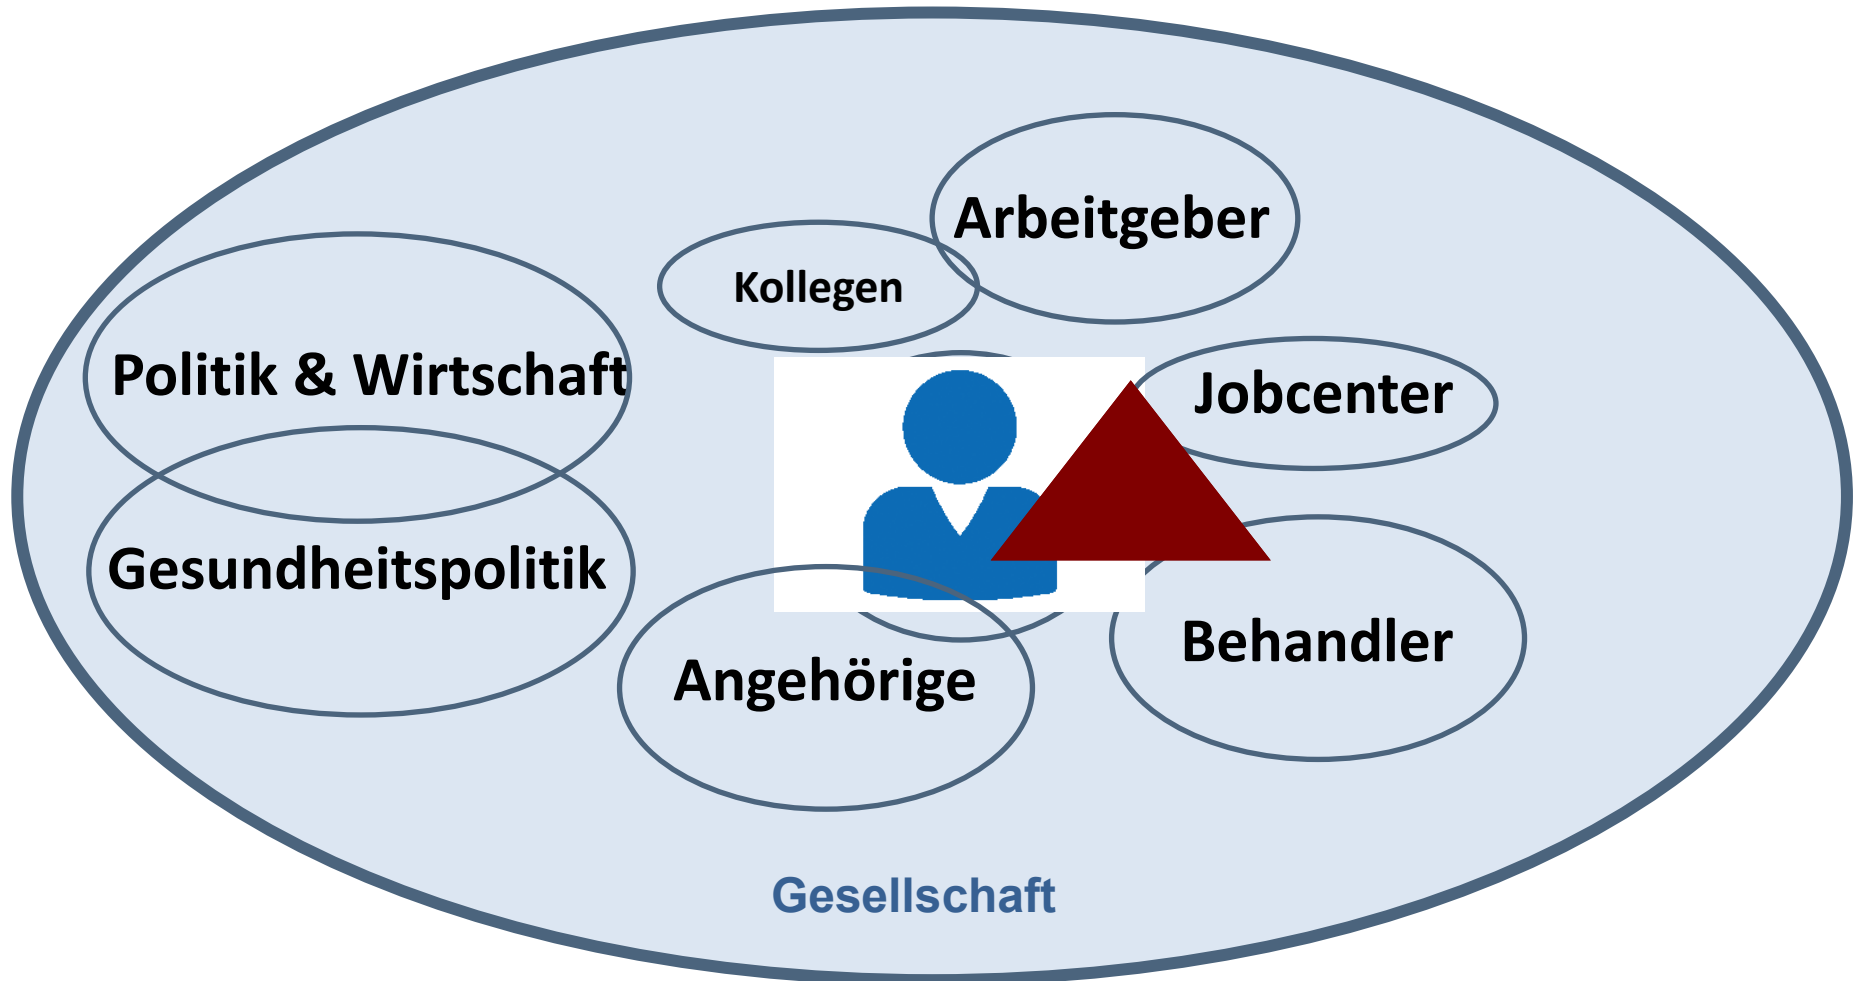 Arbeitgeber
Kollegen
Politik & Wirtschaft
Jobcenter
Gesundheitspolitik
Behandler
Angehörige
Gesellschaft